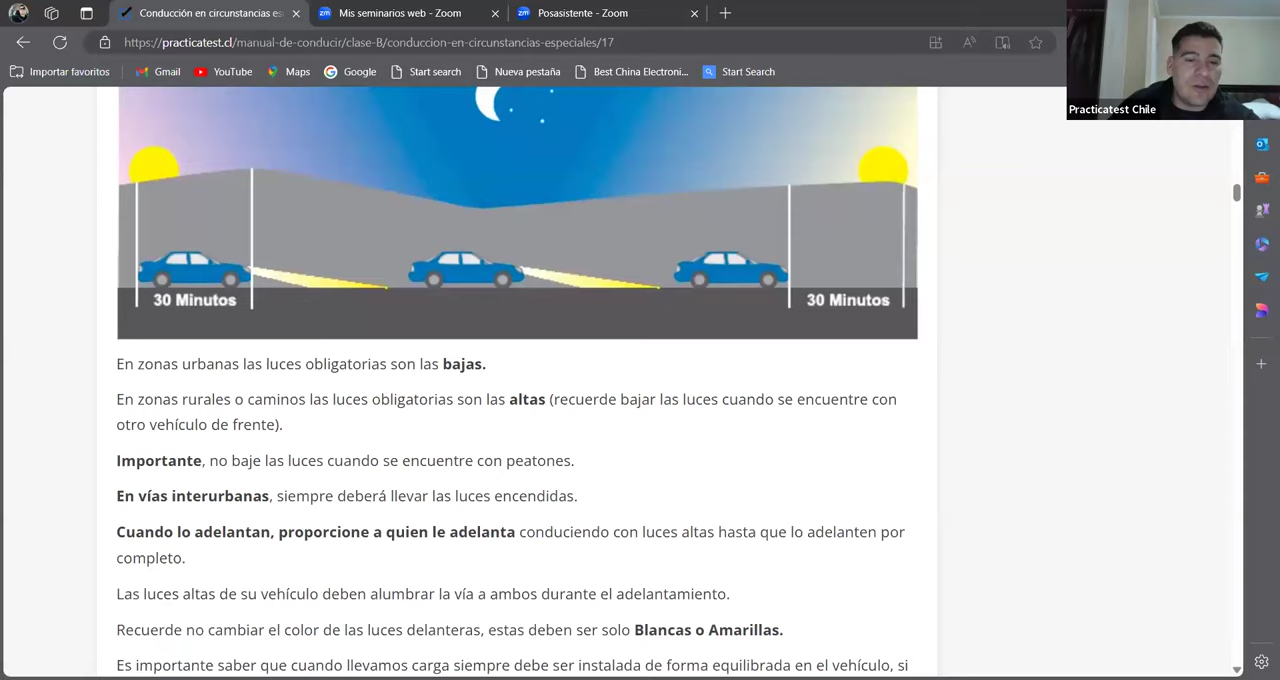 Conducción en circunstancias es
Mis seminarios web - Zoom
Posasistente - Zoom
https://practicatest.cl/manual-de-conducir/clase-B/conduccion-en-circunstancias-especiales/17
Importar favoritos
Gmail
YouTube
Maps
Google
Start search
Nueva pestaña
Best China Electroni...
Start Search
Practicatest Chile
30 Minutos
30 Minutos
En zonas urbanas las luces obligatorias son las bajas.
En zonas rurales o caminos las luces obligatorias son las altas (recuerde bajar las luces cuando se encuentre con
otro vehículo de frente).
Importante, no baje las luces cuando se encuentre con peatones.
En vías interurbanas, siempre deberá llevar las luces encendidas.
Cuando lo adelantan, proporcione a quien le adelanta conduciendo con luces altas hasta que lo adelanten por
completo.
Las luces altas de su vehículo deben alumbrar la vía a ambos durante el adelantamiento.
Recuerde no cambiar el color de las luces delanteras, estas deben ser solo Blancas o Amarillas.
Es importante saber que cuando llevamos carga siempre debe ser instalada de forma equilibrada en el vehículo, si